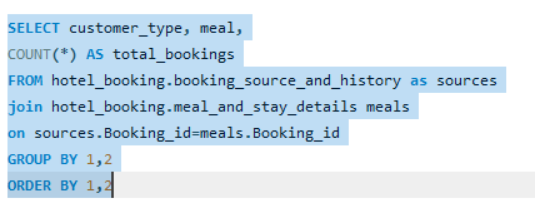 SELECT customer_type, meal,
COUNT(*) AS total_bookings
FROM hotel_booking.booking_source_and_history as sources
join hotel_booking.meal_and_stay_details meals
on sources.Booking_id=meals.Booking_id
GROUP BY 1,2
ORDER BY 1,2